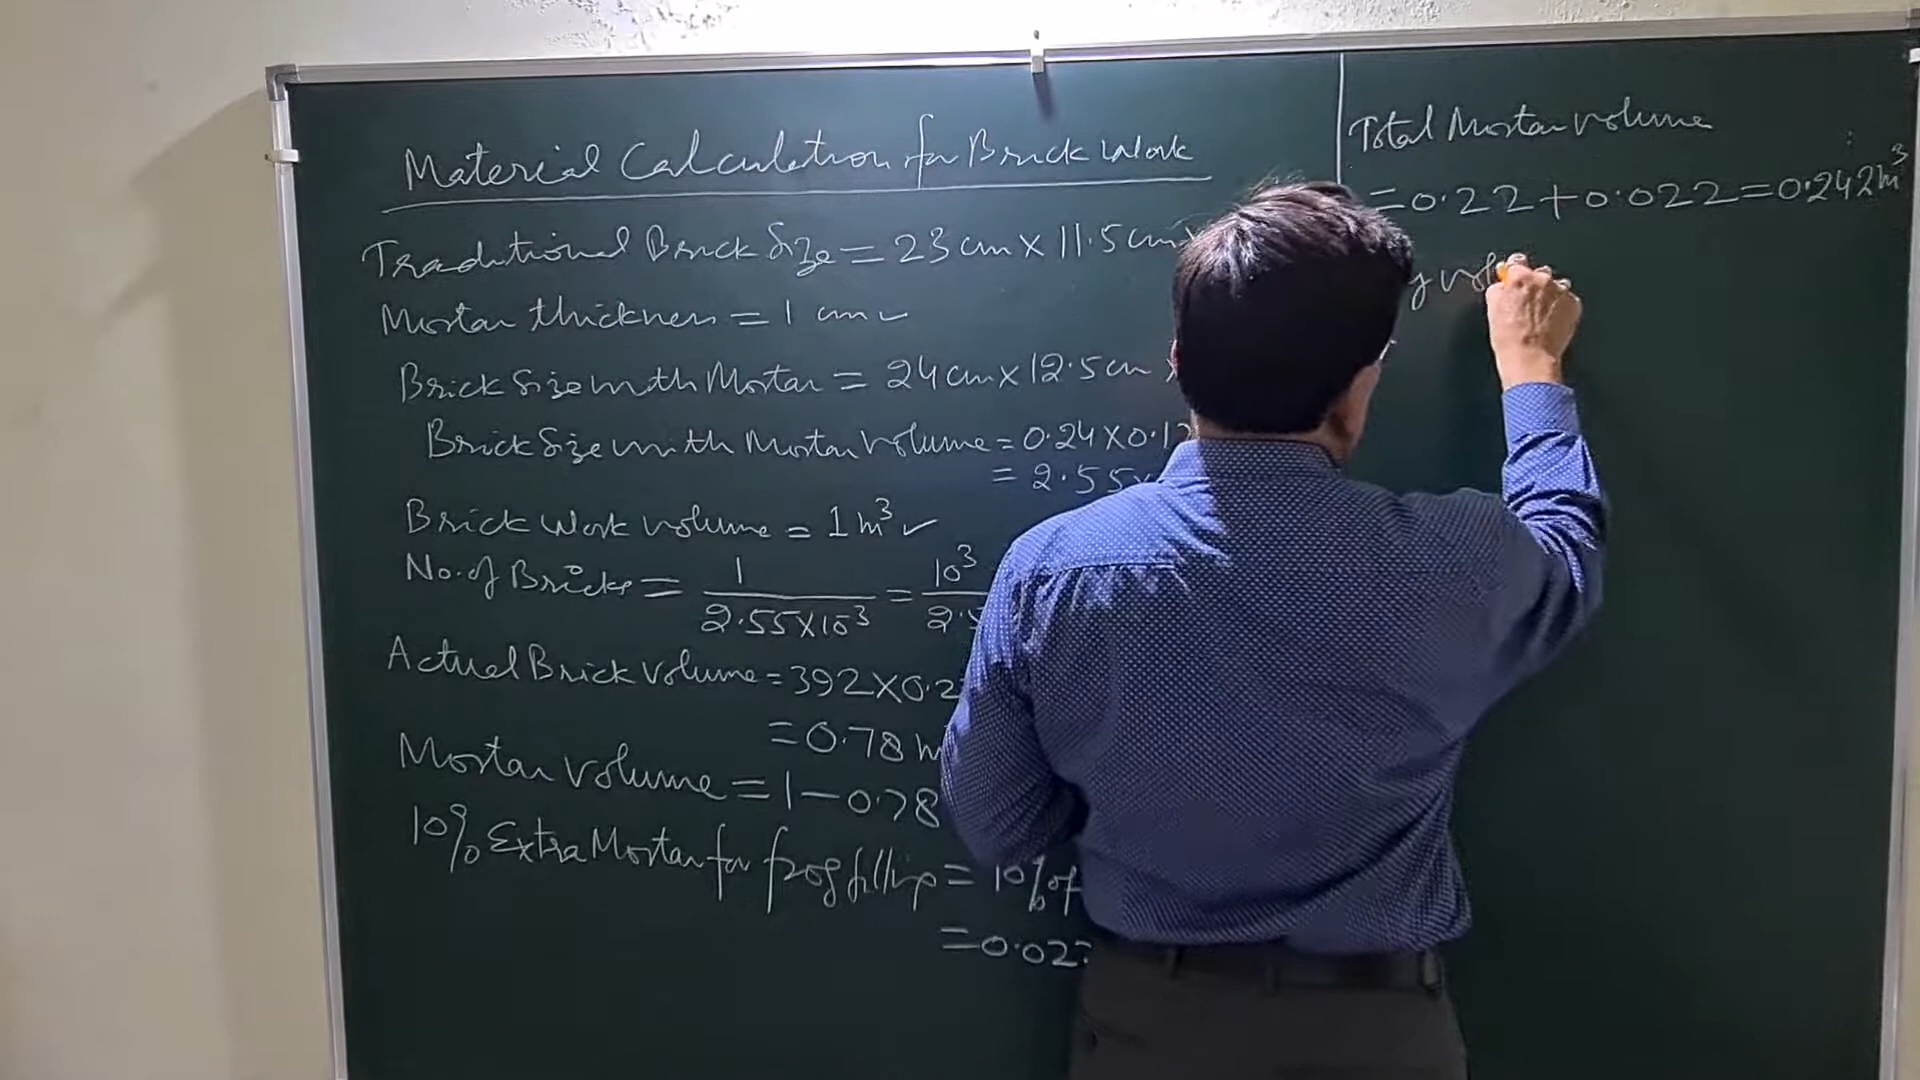 Material Calculation for Brick Work
Traditional Brick Size = 23 cm x 11.5 cm x
Mortar thickness = 1 cm ✓
Brick Size with Mortar = 24 cm x 12.5 cm x
Brick Size with Mortar Volume = 0.24 x 0.12
= 2.55 x
Brick Work Volume = 1 m³ ✓
No. of Bricks = 1 / 2.55 x 10⁻³ = 10³ / 2.5
Actual Brick Volume = 392 x 0.2
= 0.78 m
Mortar Volume = 1 - 0.78
10% Extra Mortar for frog filling = 10% of
= 0.022
Total Mortar Volume
= 0.22 + 0.022 = 0.242 m³
y vol